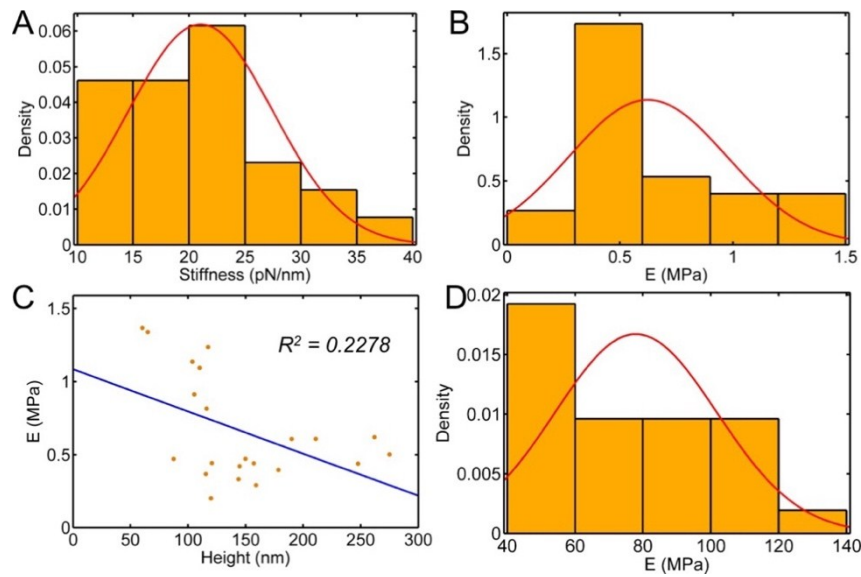 A
0.06
0.05
0.04
0.03
0.02
0.01
0
Density
10 15 20 25 30 35 40
Stiffness (pN/nm)
B
1.5
1
0.5
0
Density
0 0.5 1 1.5
E (MPa)
C
1.5
1
0.5
0
E (MPa)
R² = 0.2278
0 50 100 150 200 250 300
Height (nm)
D
0.02
0.015
0.01
0.005
0
Density
40 60 80 100 120 140
E (MPa)